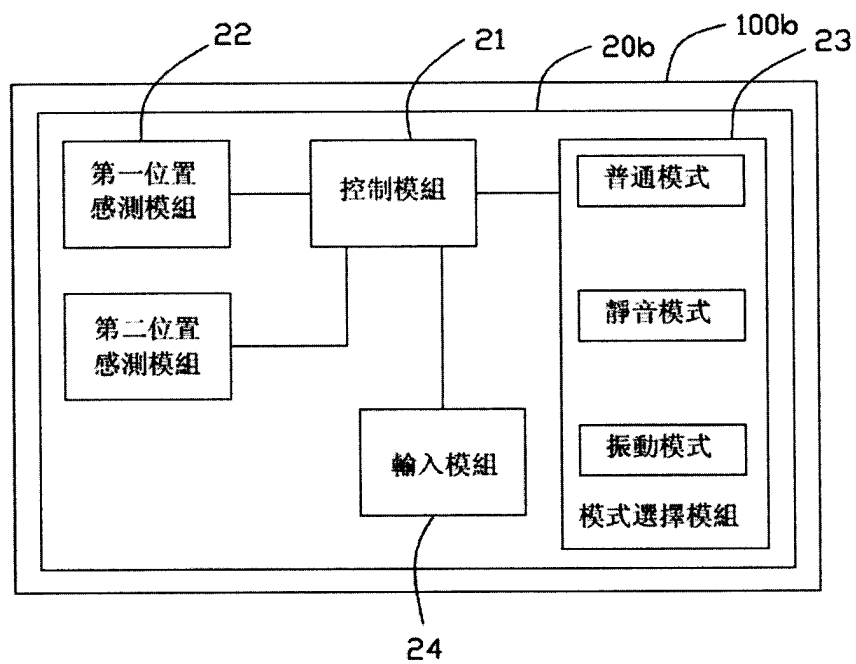 22
21
20b
100b
23
第一位置
感測模組
控制模組
普通模式
靜音模式
第二位置
感測模組
振動模式
輸入模組
模式選擇模組
24